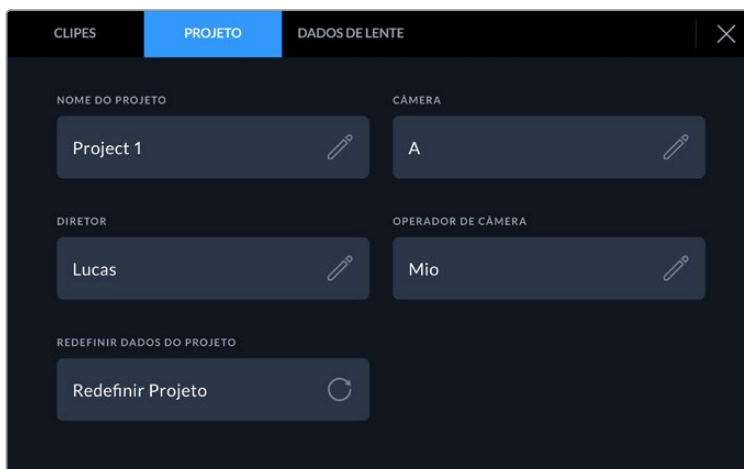 CLIPES PROJETO DADOS DE LENTE
NOME DO PROJETO CÂMERA
Project 1 A
DIRETOR OPERADOR DE CÂMERA
Lucas Mio
REDEFINIR DADOS DO PROJETO
Redefinir Projeto